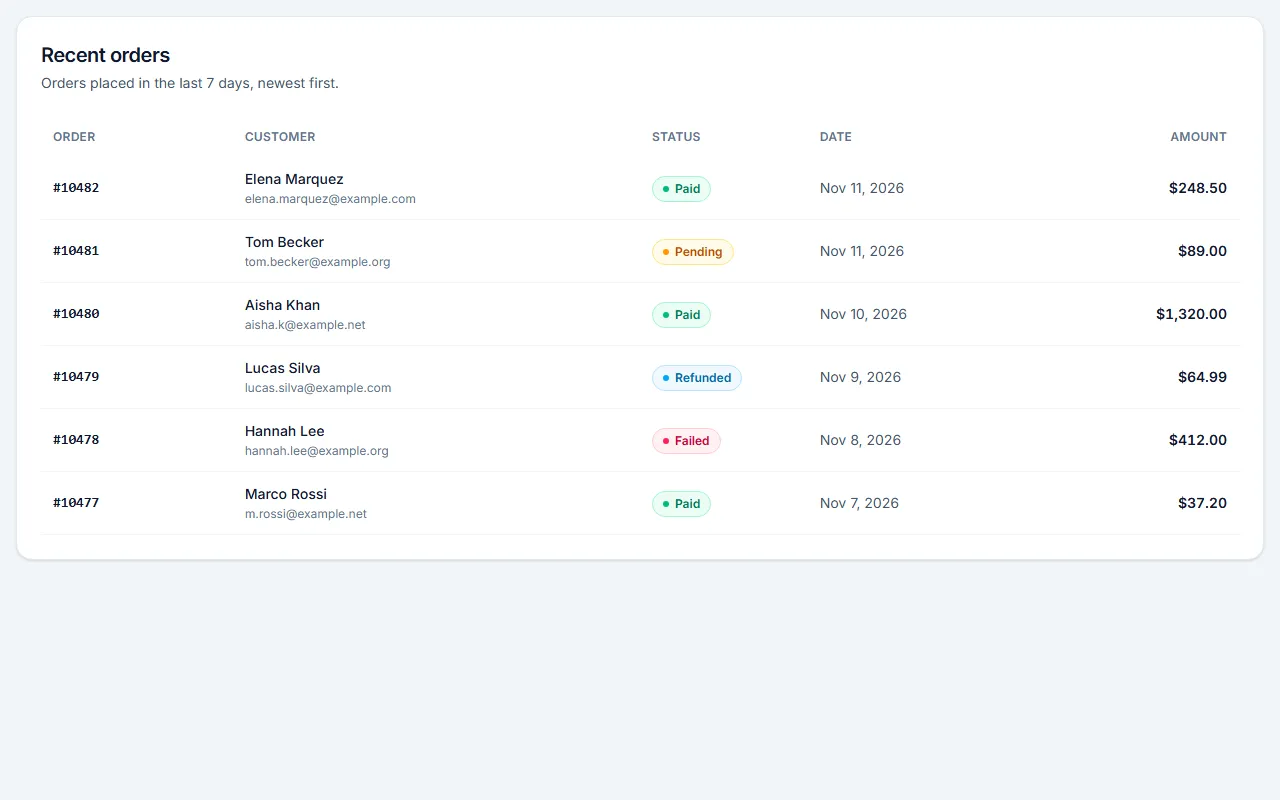 Recent orders
Orders placed in the last 7 days, newest first.
ORDER CUSTOMER STATUS DATE AMOUNT
#10482 Elena Marquez elena.marquez@example.com Paid Nov 11, 2026 $248.50
#10481 Tom Becker tom.becker@example.org Pending Nov 11, 2026 $89.00
#10480 Aisha Khan aisha.k@example.net Paid Nov 10, 2026 $1,320.00
#10479 Lucas Silva lucas.silva@example.com Refunded Nov 9, 2026 $64.99
#10478 Hannah Lee hannah.lee@example.org Failed Nov 8, 2026 $412.00
#10477 Marco Rossi m.rossi@example.net Paid Nov 7, 2026 $37.20